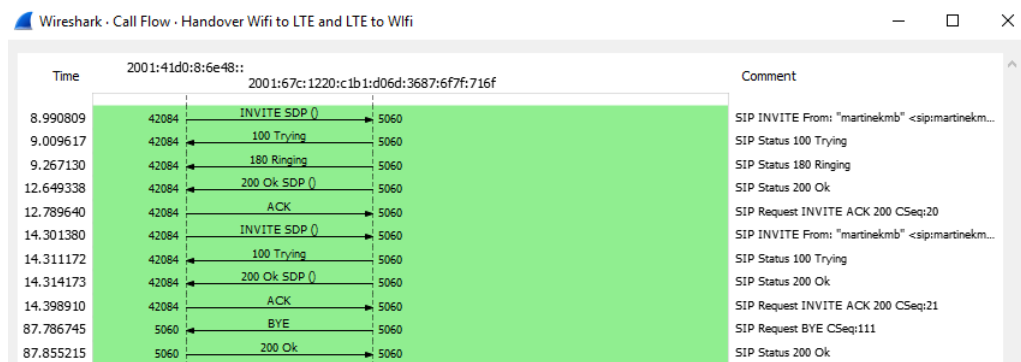 Wireshark · Call Flow · Handover Wifi to LTE and LTE to WIfi
Time 2001:41d0:8:6e48:: 2001:67c:1220:c1b1:d06d:3687:6f7f:716f Comment
8.990809 42084 INVITE SDP () 5060 SIP INVITE From: "martinekmb" <sip:martinekm...
9.009617 42084 100 Trying 5060 SIP Status 100 Trying
9.267130 42084 180 Ringing 5060 SIP Status 180 Ringing
12.649338 42084 200 Ok SDP () 5060 SIP Status 200 Ok
12.789640 42084 ACK 5060 SIP Request INVITE ACK 200 CSeq:20
14.301380 42084 INVITE SDP () 5060 SIP INVITE From: "martinekmb" <sip:martinekm...
14.311172 42084 100 Trying 5060 SIP Status 100 Trying
14.314173 42084 200 Ok SDP () 5060 SIP Status 200 Ok
14.398910 42084 ACK 5060 SIP Request INVITE ACK 200 CSeq:21
87.786745 5060 BYE 5060 SIP Request BYE CSeq:111
87.855215 5060 200 Ok 5060 SIP Status 200 Ok